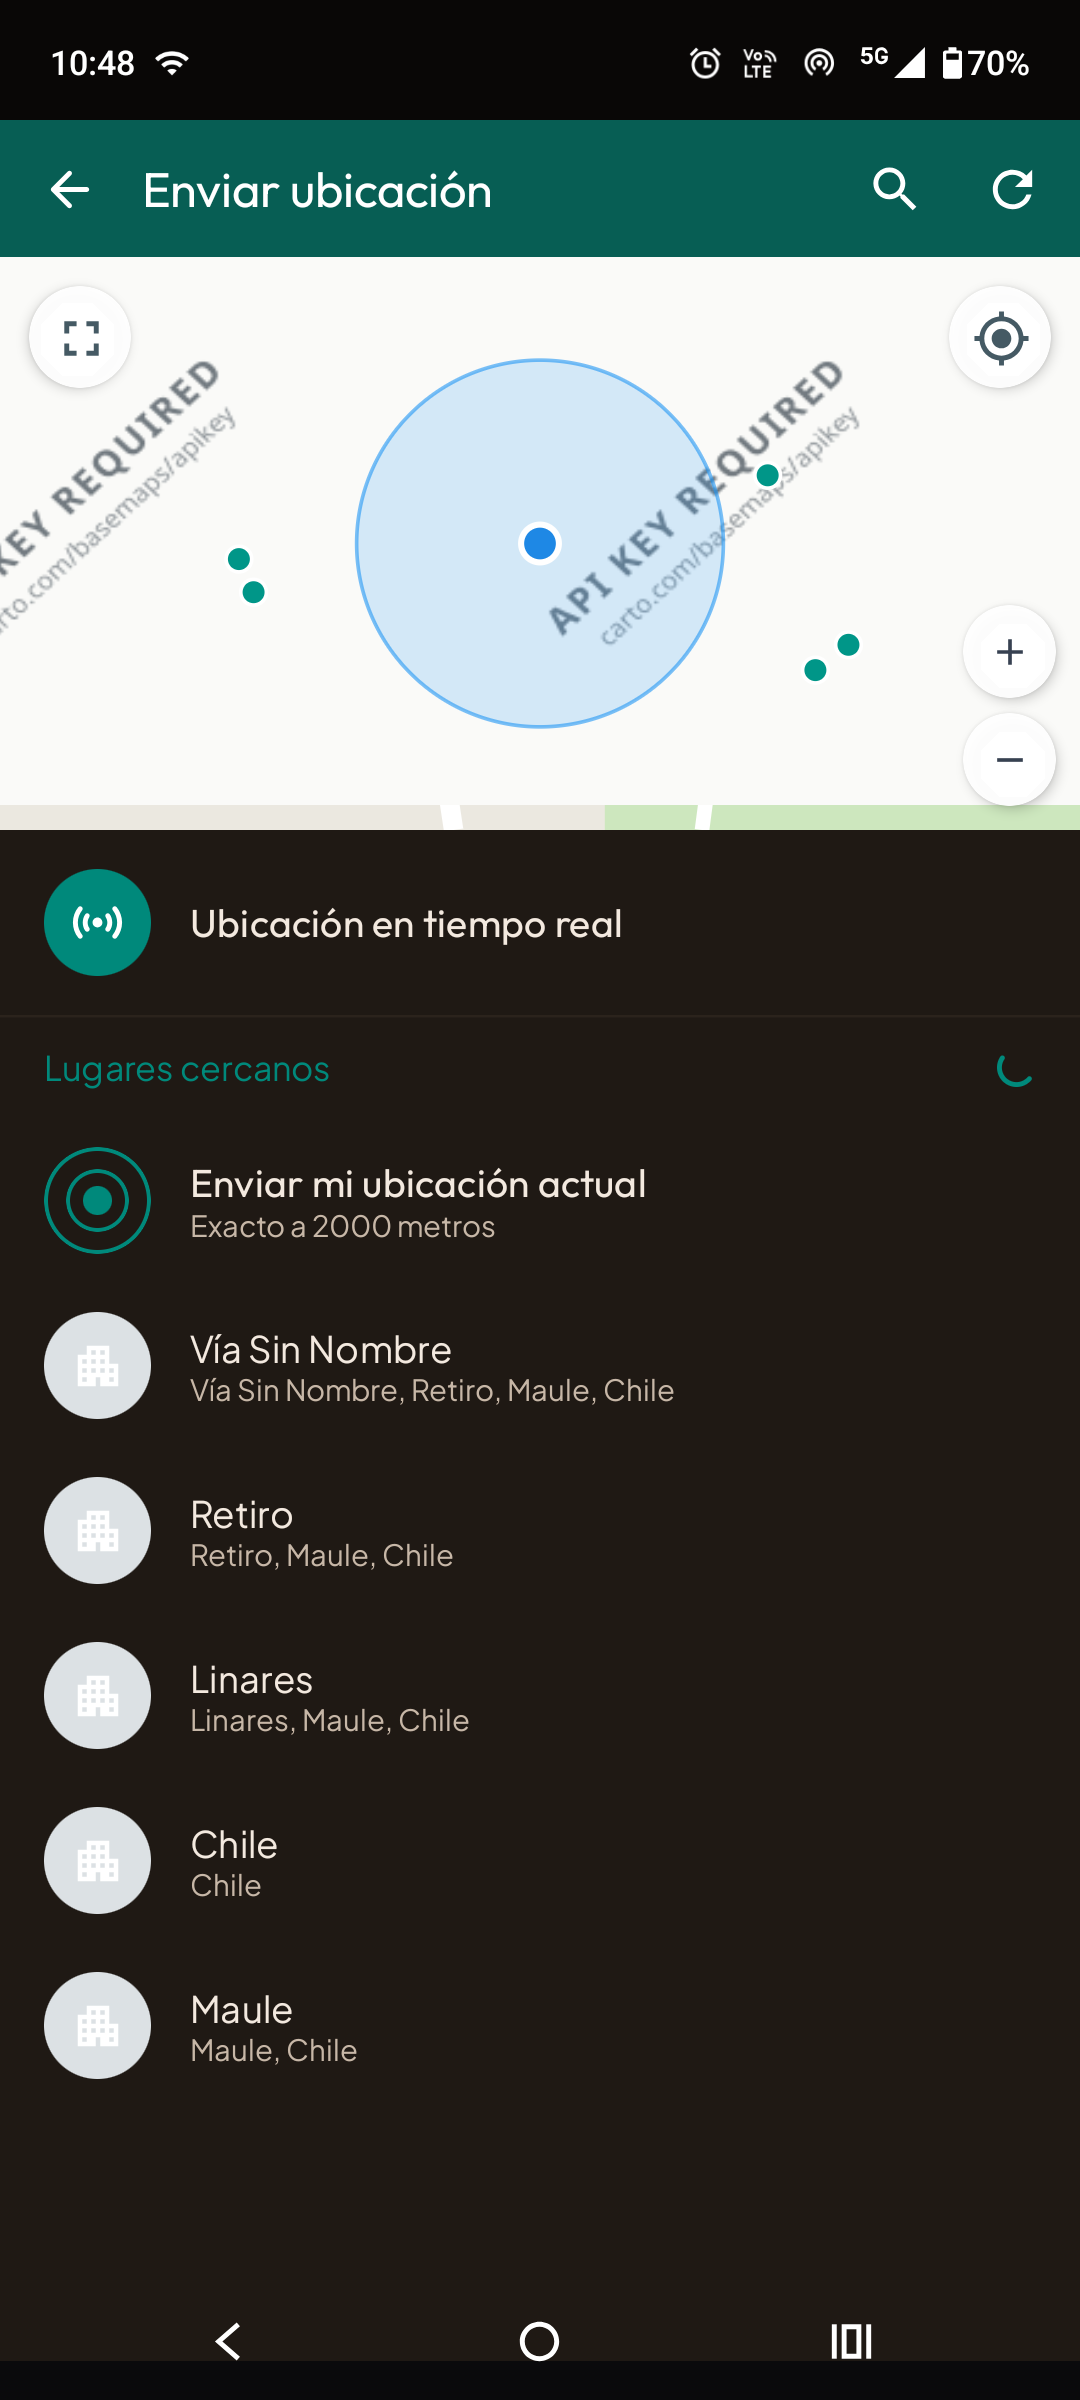 10:48
VoLTE
5G
70%
Enviar ubicación
KEY REQUIRED
rto.com/basemaps/apikey
API KEY REQUIRED
carto.com/basemaps/apikey
Ubicación en tiempo real
Lugares cercanos
Enviar mi ubicación actual
Exacto a 2000 metros
Vía Sin Nombre
Vía Sin Nombre, Retiro, Maule, Chile
Retiro
Retiro, Maule, Chile
Linares
Linares, Maule, Chile
Chile
Chile
Maule
Maule, Chile